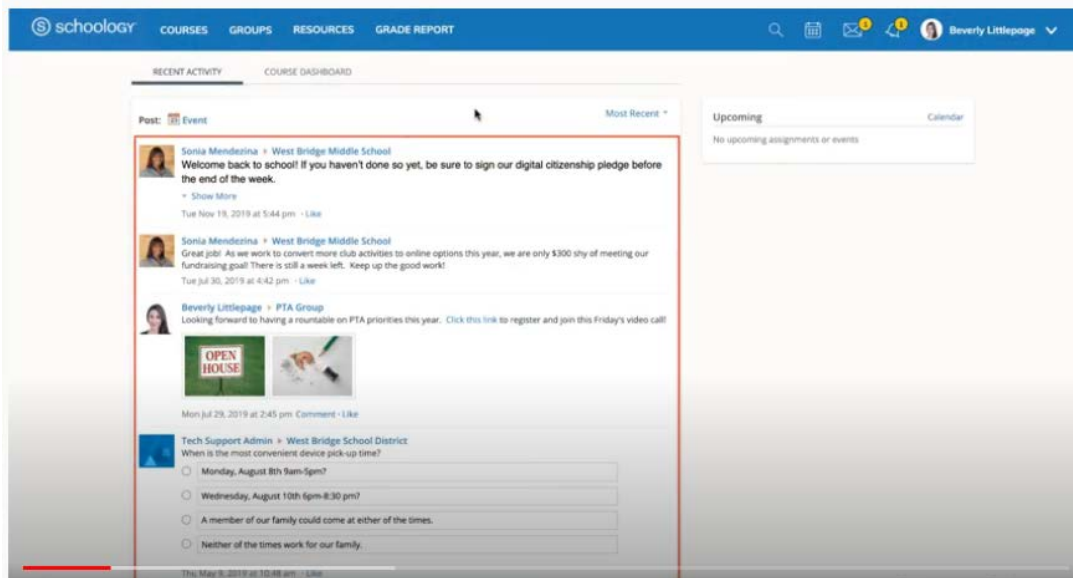 schoology COURSES GROUPS RESOURCES GRADE REPORT Beverly Littlepage
RECENT ACTIVITY COURSE DASHBOARD
Post: Event Most Recent
Upcoming Calendar
No upcoming assignments or events
Sonia Mendezina West Bridge Middle School
Welcome back to school! If you haven't done so yet, be sure to sign our digital citizenship pledge before
the end of the week.
Show More
Tue Nov 19, 2019 at 5:44 pm · Like
Sonia Mendezina West Bridge Middle School
Great job! As we work to convert more club activities to online options this year, we are only $300 shy of meeting our
fundraising goal! There is still a week left. Keep up the good work!
Tue Jul 30, 2019 at 4:42 pm · Like
Beverly Littlepage PTA Group
Looking forward to having a rountable on PTA priorities this year. Click this link to register and join this Friday's video call!
OPEN
HOUSE
Mon Jul 29, 2019 at 2:45 pm Comment · Like
Tech Support Admin West Bridge School District
When is the most convenient device pick-up time?
Monday, August 8th 9am-5pm?
Wednesday, August 10th 6pm-8:30 pm?
A member of our family could come at either of the times.
Neither of the times work for our family.
Thu May 9, 2019 at 10:48 am · Like